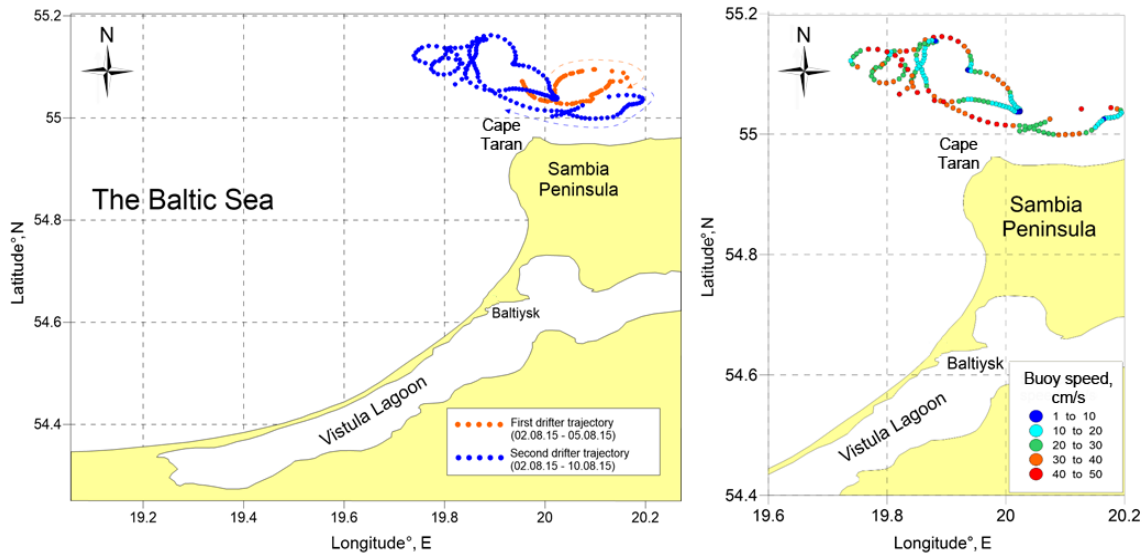 55.2
N
55
Cape
Taran
The Baltic Sea
Sambia
Peninsula
54.8
Latitude°, N
54.6
Baltiysk
Vistula Lagoon
54.4
First drifter trajectory
(02.08.15 - 05.08.15)
Second drifter trajectory
(02.08.15 - 10.08.15)
19.2
19.4
19.6
19.8
20
20.2
Longitude°, E
55.2
N
55
Cape
Taran
Sambia
Peninsula
54.8
Latitude°, N
Baltiysk
54.6
Vistula Lagoon
Buoy speed,
cm/s
1 to 10
10 to 20
20 to 30
30 to 40
40 to 50
54.4
19.6
19.8
20.0
20.2
Longitude°, E